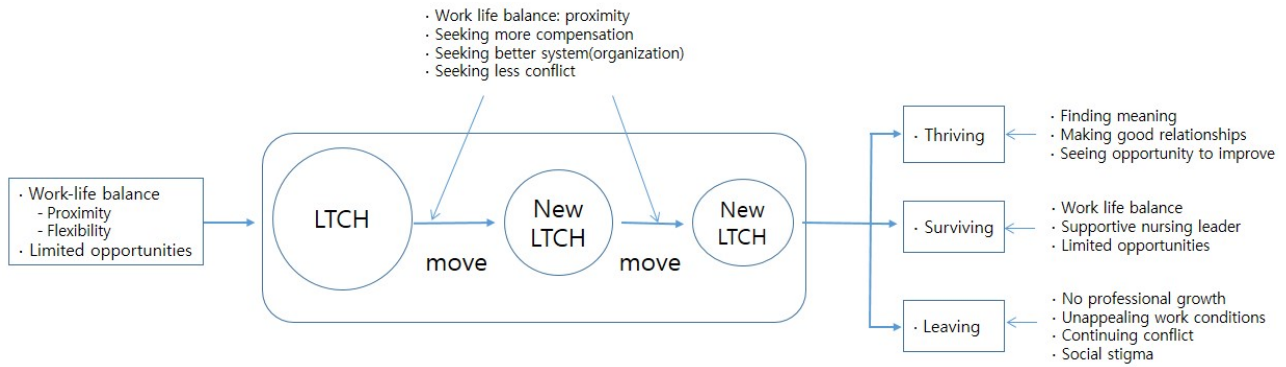 · Work life balance: proximity
· Seeking more compensation
· Seeking better system(organization)
· Seeking less conflict
· Work-life balance
- Proximity
- Flexibility
· Limited opportunities
LTCH
move
New
LTCH
move
New
LTCH
· Thriving
· Finding meaning
· Making good relationships
· Seeing opportunity to improve
· Surviving
· Work life balance
· Supportive nursing leader
· Limited opportunities
· Leaving
· No professional growth
· Unappealing work conditions
· Continuing conflict
· Social stigma